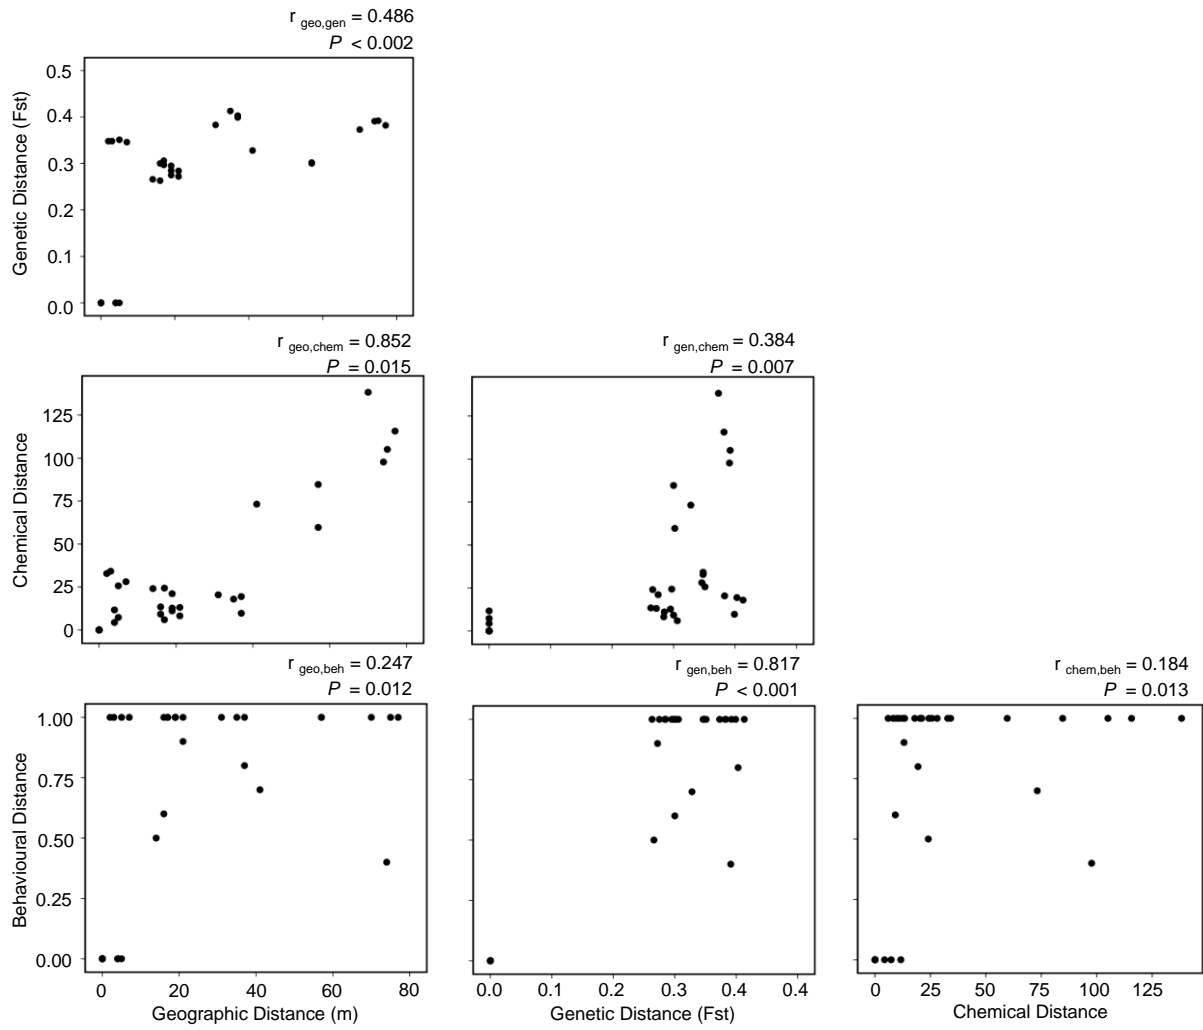 r geo,gen = 0.486
P < 0.002
0.5
0.4
0.3
0.2
0.1
0.0
Genetic Distance (Fst)
r geo,chem = 0.852
P = 0.015
r gen,chem = 0.384
P = 0.007
125
100
75
50
25
0
Chemical Distance
r geo,beh = 0.247
P = 0.012
r gen,beh = 0.817
P < 0.001
r chem,beh = 0.184
P = 0.013
1.00
0.75
0.50
0.25
0.00
Behavioural Distance
0 20 40 60 80
Geographic Distance (m)
0.0 0.1 0.2 0.3 0.4 0.4
Genetic Distance (Fst)
0 25 50 75 100 125
Chemical Distance